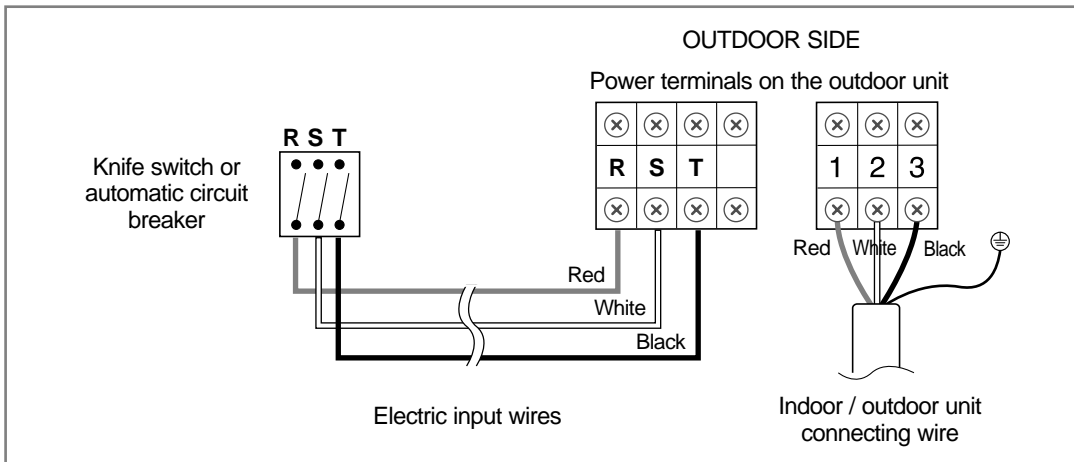 OUTDOOR SIDE
Power terminals on the outdoor unit
R S T
Knife switch or
automatic circuit
breaker
R S T
1 2 3
Red White Black
Red
White
Black
Electric input wires
Indoor / outdoor unit
connecting wire